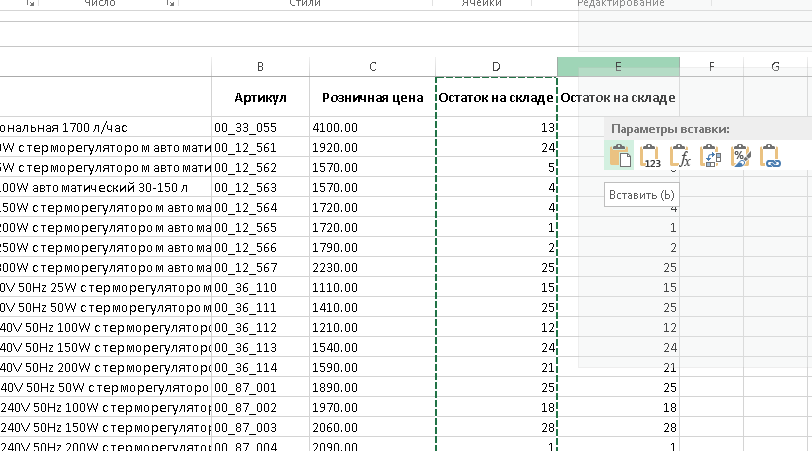 Число Стили Ячейки Редактирование
B C D E F G
Артикул Розничная цена Остаток на складе Остаток на складе
ональная 1700 л/час 00_33_055 4100.00 13
Параметры вставки:
0W с терморегулятором автомати 00_12_561 1920.00 24
123 fx %
5W с терморегулятором автомати 00_12_562 1570.00 5
100W автоматический 30-150 л 00_12_563 1570.00 4
Вставить (Ь)
150W с терморегулятором автома 00_12_564 1720.00 4 4
200W с терморегулятором автома 00_12_565 1720.00 1 1
250W с терморегулятором автома 00_12_566 1790.00 2 2
300W с терморегулятором автома 00_12_567 2230.00 25 25
0V 50Hz 25W с терморегулятором 00_36_110 1110.00 15 15
0V 50Hz 50W с терморегулятором 00_36_111 1410.00 25 25
40V 50Hz 100W с терморегулятор 00_36_112 1210.00 12 12
40V 50Hz 150W с терморегулятор 00_36_113 1540.00 24 24
40V 50Hz 200W с терморегулятор 00_36_114 1590.00 21 21
240V 50Hz 50W с терморегулято 00_87_001 1890.00 25 25
240V 50Hz 100W с терморегулятор 00_87_002 1970.00 18 18
240V 50Hz 150W с терморегулятор 00_87_003 2060.00 28 28
240V 50Hz 200W с терморегулятор 00_87_004 2090.00 1 1